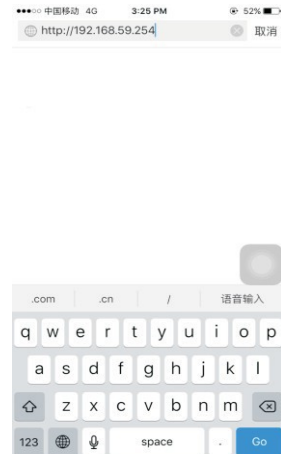 中国移动 4G 3:25 PM 52%
http://192.168.59.254 取消
.com .cn / 语音输入
q w e r t y u i o p
a s d f g h j k l
z x c v b n m
123 space . Go